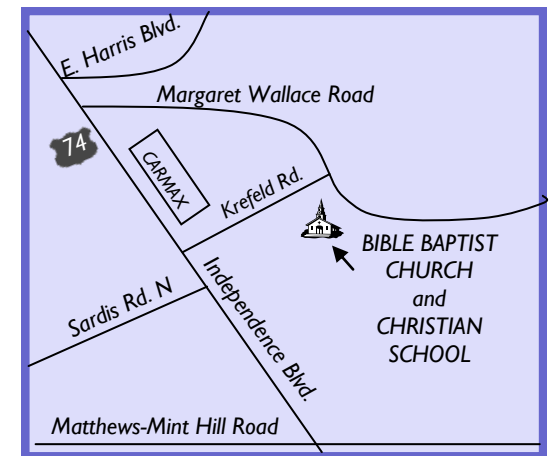 E. Harris Blvd.
Margaret Wallace Road
74
CARMAX
Krefeld Rd.
BIBLE BAPTIST
CHURCH
and
CHRISTIAN
SCHOOL
Sardis Rd. N
Independence Blvd.
Matthews-Mint Hill Road